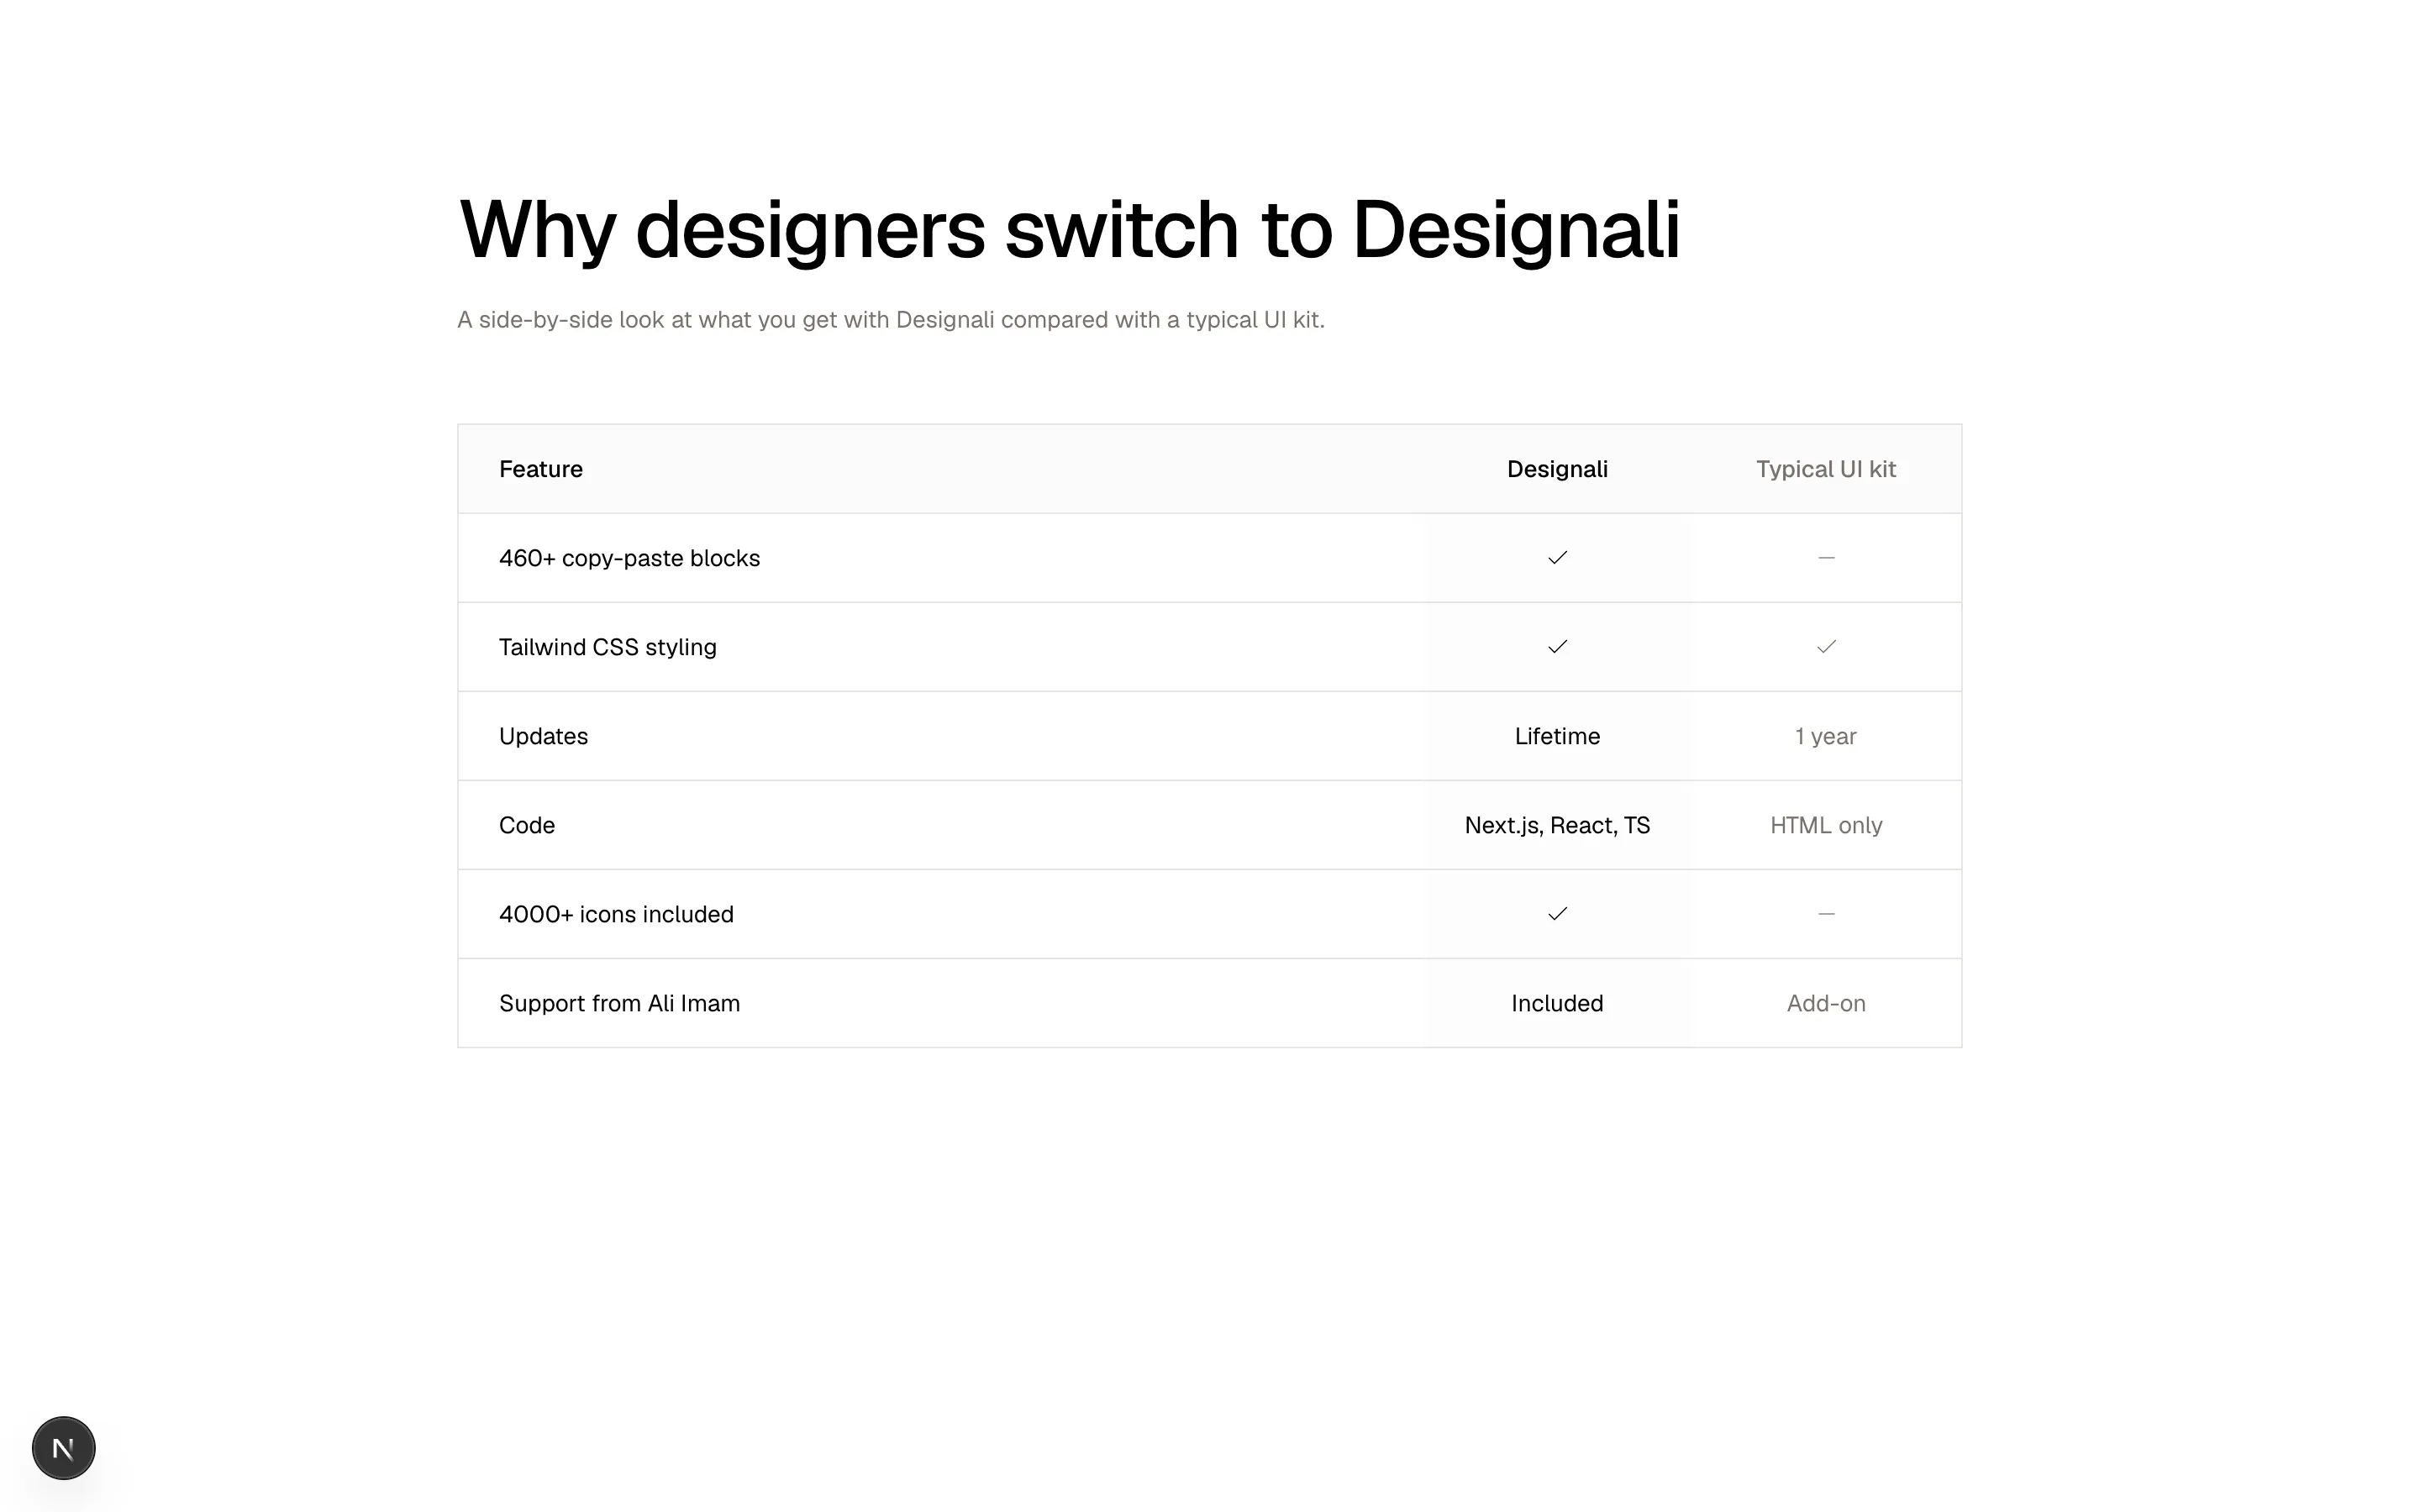 Why designers switch to Designali
A side-by-side look at what you get with Designali compared with a typical UI kit.
Feature Designali Typical UI kit
460+ copy-paste blocks ✓ —
Tailwind CSS styling ✓ ✓
Updates Lifetime 1 year
Code Next.js, React, TS HTML only
4000+ icons included ✓ —
Support from Ali Imam Included Add-on
N